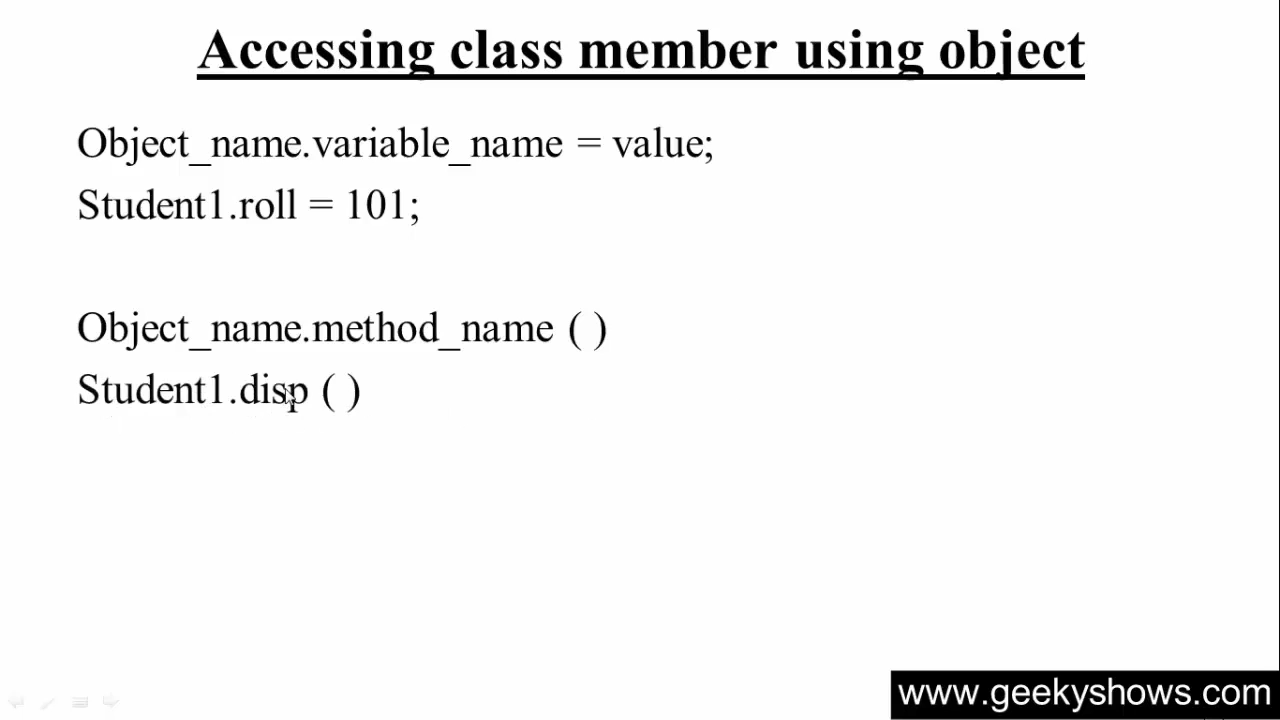 Accessing class member using object
Object_name.variable_name = value;
Student1.roll = 101;
Object_name.method_name ( )
Student1.disp ( )
www.geekyshows.com